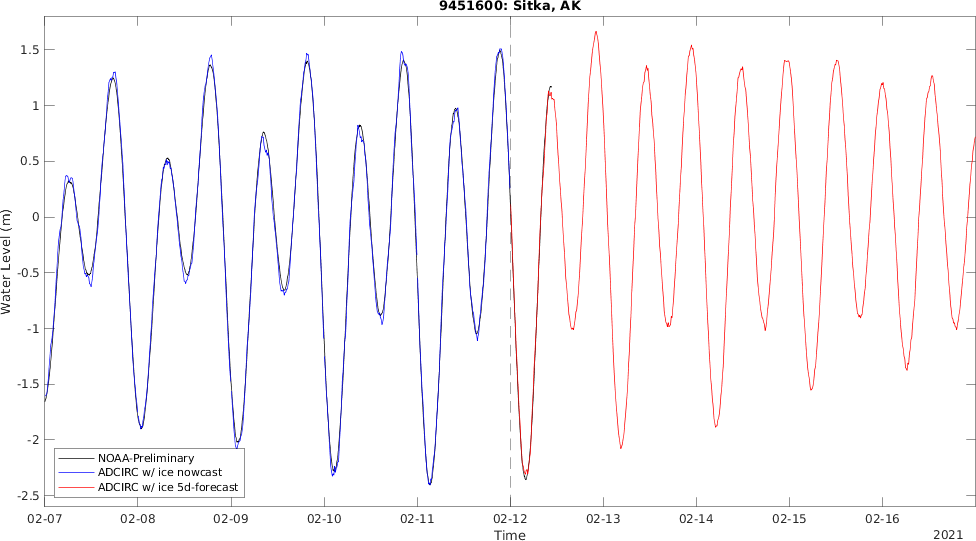 9451600: Sitka, AK
Water Level (m)
1.5
1
0.5
0
-0.5
-1
-1.5
-2
-2.5
NOAA-Preliminary
ADCIRC w/ ice nowcast
ADCIRC w/ ice 5d-forecast
02-07 02-08 02-09 02-10 02-11 02-12 02-13 02-14 02-15 02-16
Time
2021